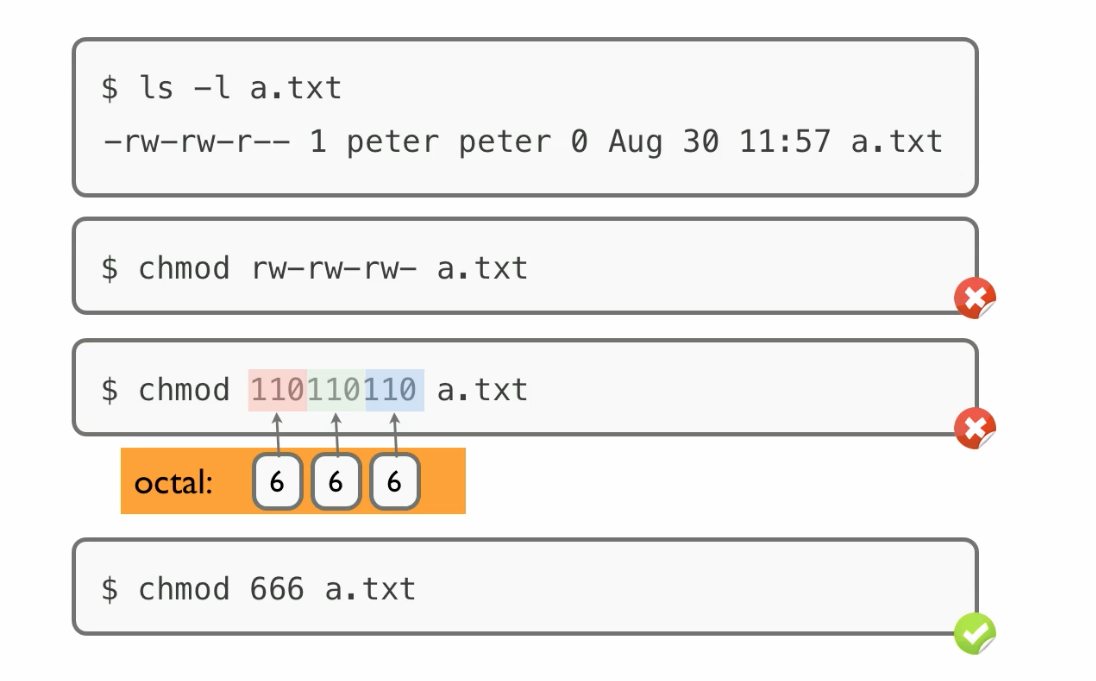 $ ls -l a.txt
-rw-rw-r-- 1 peter peter 0 Aug 30 11:57 a.txt
$ chmod rw-rw-rw- a.txt
$ chmod 110110110 a.txt
octal: 6 6 6
$ chmod 666 a.txt